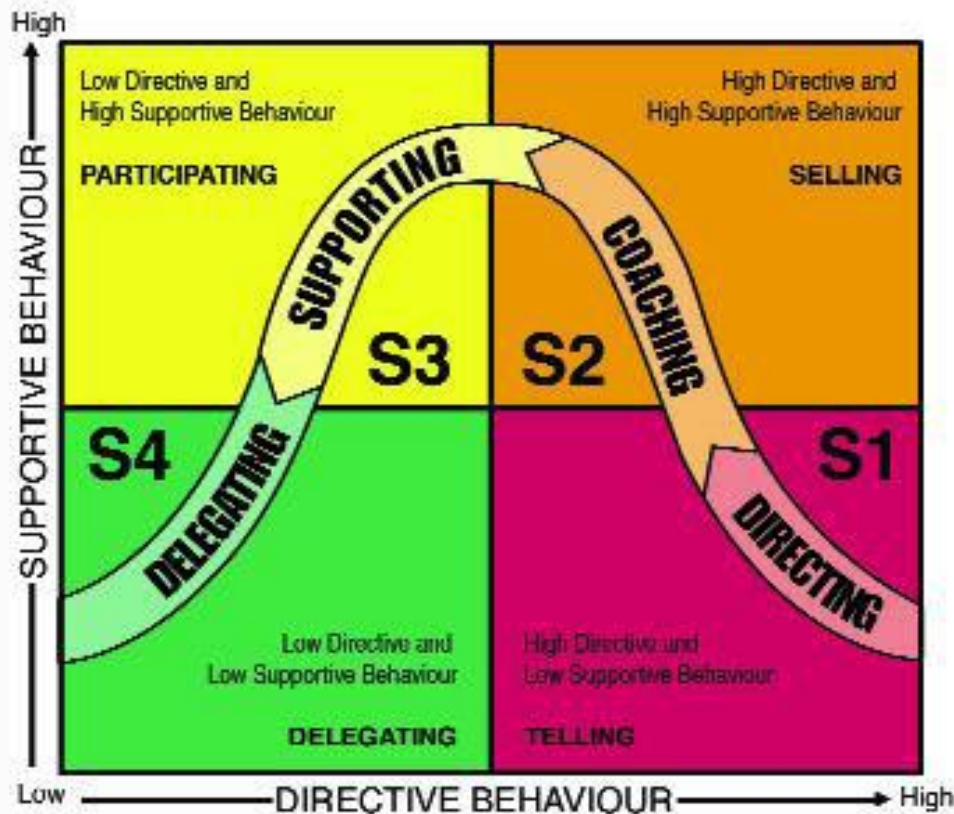 High
SUPPORTIVE BEHAVIOUR
Low Directive and
High Supportive Behaviour
PARTICIPATING
High Directive and
High Supportive Behaviour
SELLING
SUPPORTING
COACHING
S3
S2
S4
S1
DELEGATING
DIRECTING
Low Directive and
Low Supportive Behaviour
DELEGATING
High Directive and
Low Supportive Behaviour
TELLING
Low
DIRECTIVE BEHAVIOUR
High